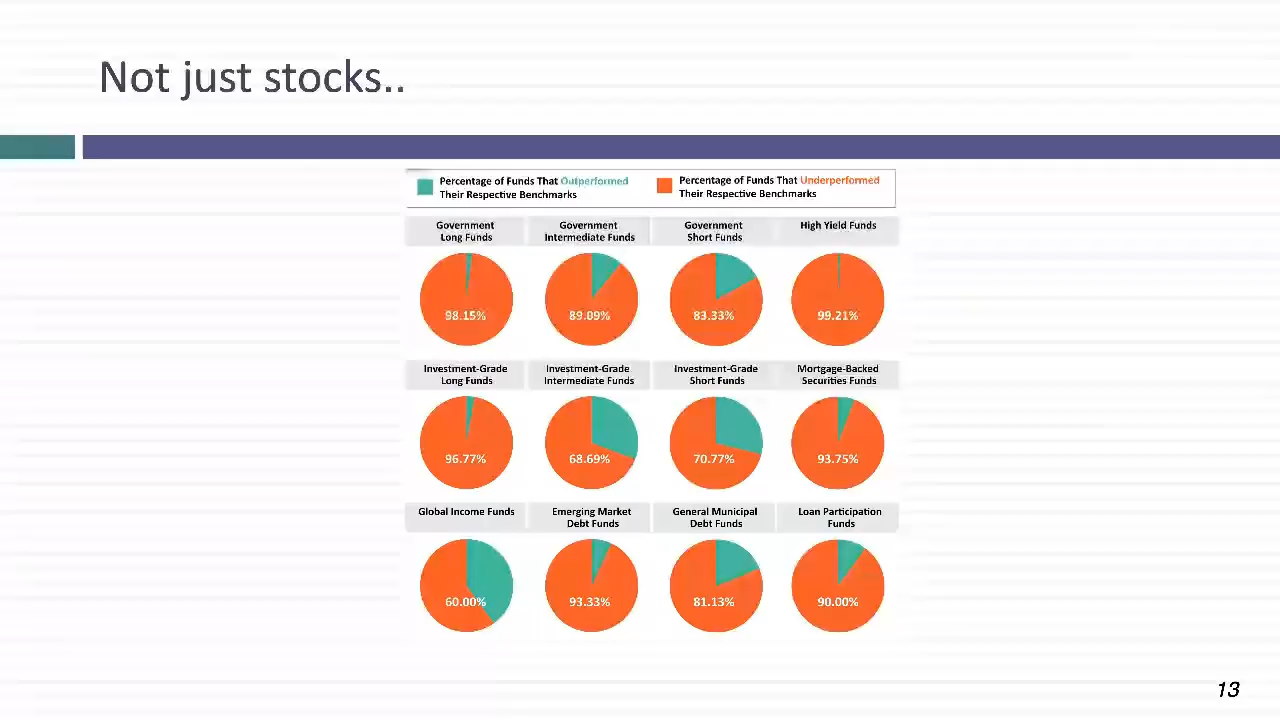 Not just stocks..
Percentage of Funds That Outperformed
Their Respective Benchmarks
Percentage of Funds That Underperformed
Their Respective Benchmarks
Government
Long Funds
Government
Intermediate Funds
Government
Short Funds
High Yield Funds
98.15%
89.09%
83.33%
99.21%
Investment-Grade
Long Funds
Investment-Grade
Intermediate Funds
Investment-Grade
Short Funds
Mortgage-Backed
Securities Funds
96.77%
68.69%
70.77%
93.75%
Global Income Funds
Emerging Market
Debt Funds
General Municipal
Debt Funds
Loan Participation
Funds
60.00%
93.33%
81.13%
90.00%
13